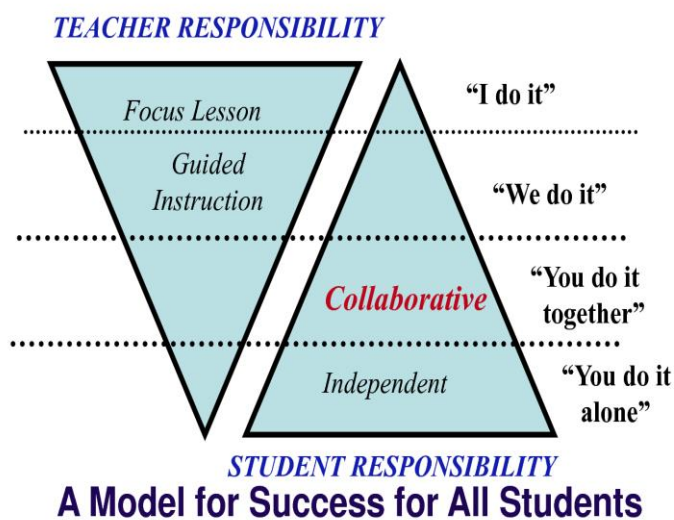 TEACHER RESPONSIBILITY
Focus Lesson
“I do it”
Guided
Instruction
“We do it”
Collaborative
“You do it
together”
Independent
“You do it
alone”
STUDENT RESPONSIBILITY
A Model for Success for All Students